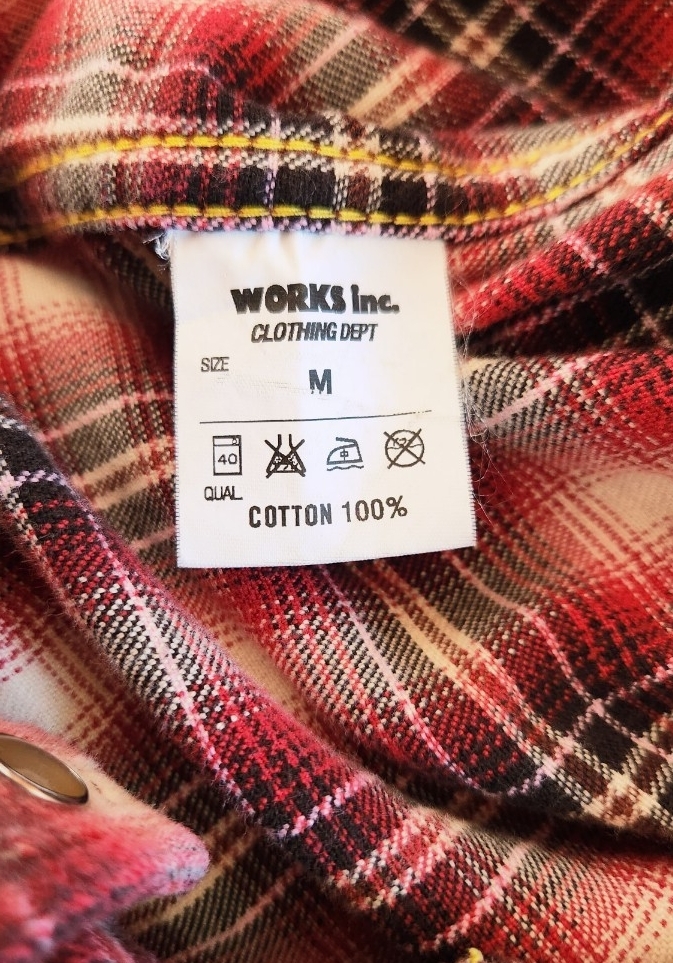 WORKS inc.
CLOTHING DEPT
SIZE
M
40
QUAL
COTTON 100%